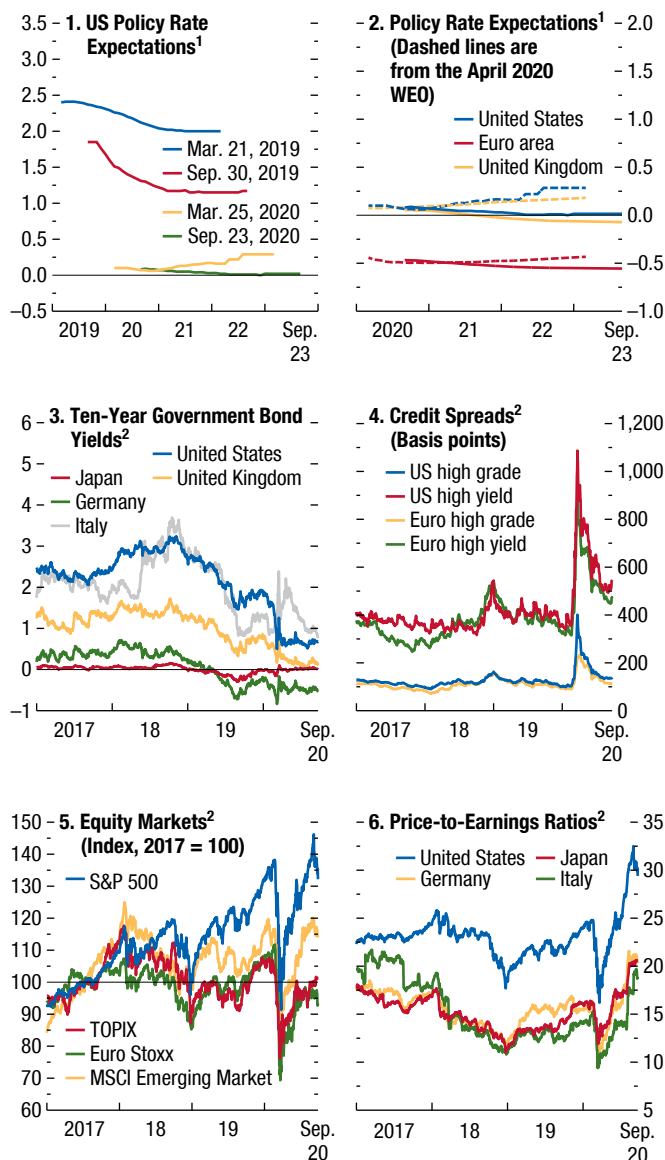 1. US Policy Rate
Expectations1
3.5
3.0
2.5
2.0
1.5
1.0
0.5
0.0
–0.5
Mar. 21, 2019
Sep. 30, 2019
Mar. 25, 2020
Sep. 23, 2020
2019 20 21 22 Sep.
23
2. Policy Rate Expectations1
(Dashed lines are
from the April 2020
WEO)
United States
Euro area
United Kingdom
2.0
1.5
1.0
0.5
0.0
–0.5
–1.0
2020 21 22 Sep.
23
3. Ten-Year Government Bond
Yields2
United States
Japan
United Kingdom
Germany
Italy
6
5
4
3
2
1
0
–1
2017 18 19 Sep.
20
4. Credit Spreads2
(Basis points)
US high grade
US high yield
Euro high grade
Euro high yield
1,200
1,000
800
600
400
200
0
2017 18 19 Sep.
20
5. Equity Markets2
(Index, 2017 = 100)
S&P 500
TOPIX
Euro Stoxx
MSCI Emerging Market
150
140
130
120
110
100
90
80
70
60
2017 18 19 Sep.
20
6. Price-to-Earnings Ratios2
United States
Japan
Germany
Italy
35
30
25
20
15
10
5
2017 18 19 Sep.
20